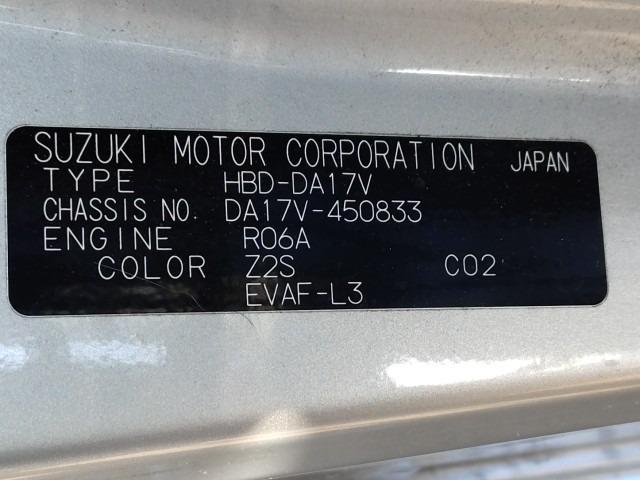 SUZUKI MOTOR CORPORATION JAPAN
TYPE HBD-DA17V
CHASSIS NO. DA17V-450833
ENGINE R06A
COLOR Z2S C02
EVAF-L3